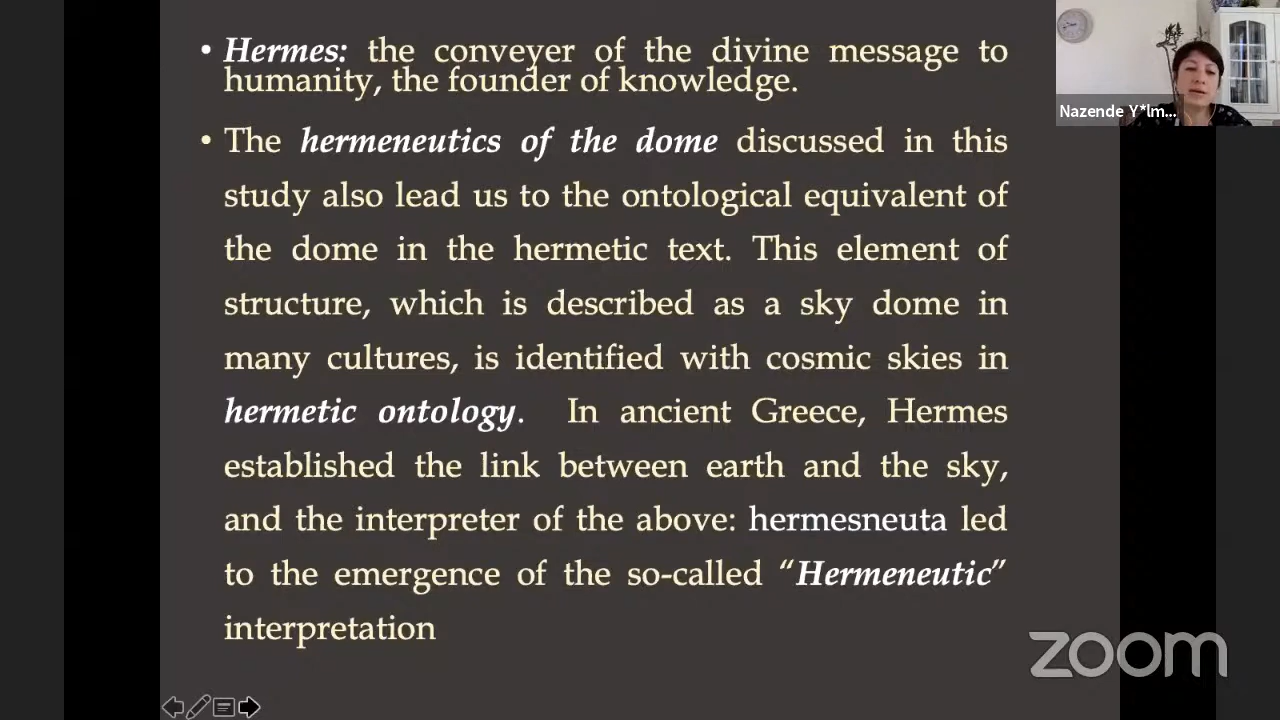 • Hermes: the conveyer of the divine message to
humanity, the founder of knowledge.
• The hermeneutics of the dome discussed in this
study also lead us to the ontological equivalent of
the dome in the hermetic text. This element of
structure, which is described as a sky dome in
many cultures, is identified with cosmic skies in
hermetic ontology. In ancient Greece, Hermes
established the link between earth and the sky,
and the interpreter of the above: hermesneuta led
to the emergence of the so-called “Hermeneutic”
interpretation
Nazende Y*lm...
zoom